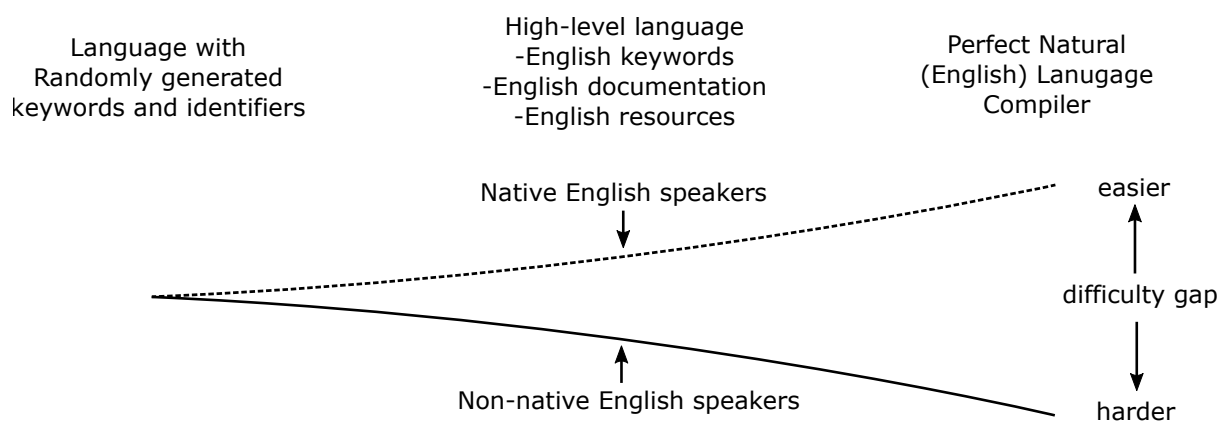 Language with
Randomly generated
keywords and identifiers
High-level language
-English keywords
-English documentation
-English resources
Perfect Natural
(English) Lanugage
Compiler
Native English speakers
easier
difficulty gap
Non-native English speakers
harder